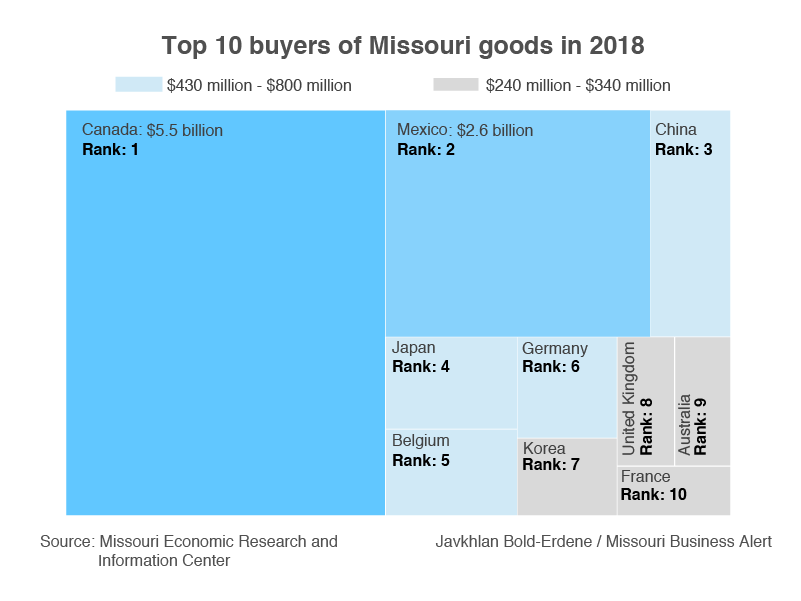 Top 10 buyers of Missouri goods in 2018
$430 million - $800 million
$240 million - $340 million
Canada: $5.5 billion
Rank: 1
Mexico: $2.6 billion
Rank: 2
China
Rank: 3
Japan
Rank: 4
Belgium
Rank: 5
Germany
Rank: 6
Korea
Rank: 7
United Kingdom
Rank: 8
Australia
Rank: 9
France
Rank: 10
Source: Missouri Economic Research and
Information Center
Javkhlan Bold-Erdene / Missouri Business Alert